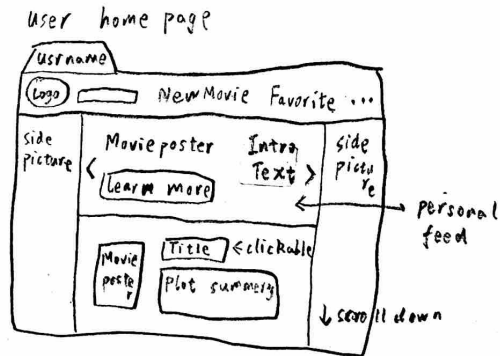 user home page
usrname
Logo
NewMovie Favorite ...
side
picture
Movie poster
Intro
Text
< >
Learn more
side
pictu
re
personal
feed
Movie
poste
r
Title
<clickable
Plot summery
↓ scroll down